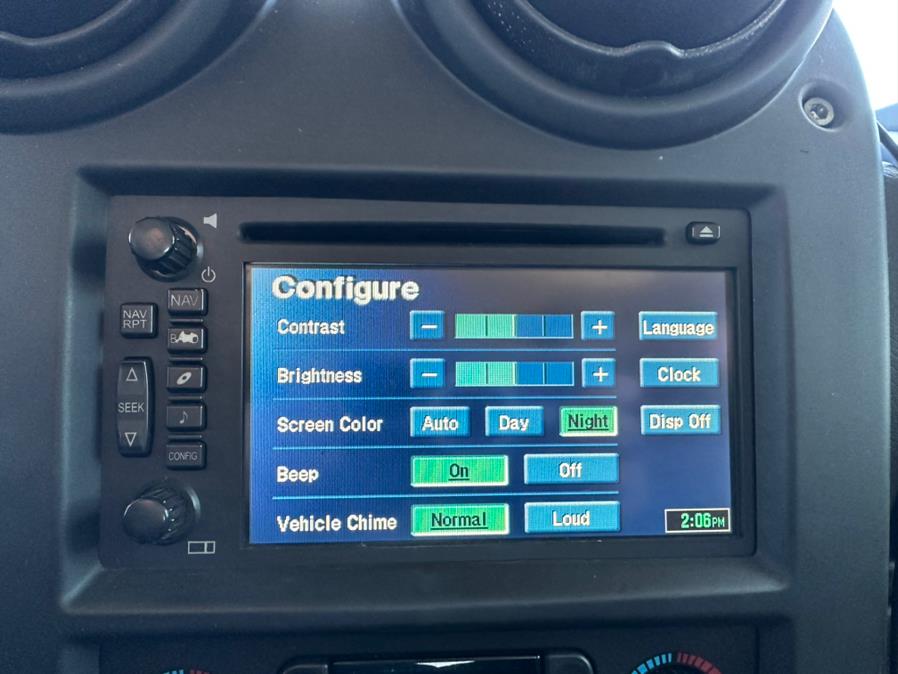 Configure
Contrast - + Language
Brightness - + Clock
Screen Color Auto Day Night Disp Off
Beep On Off
Vehicle Chime Normal Loud 2:06PM
NAV
NAV
RPT
SEEK
CONFIG